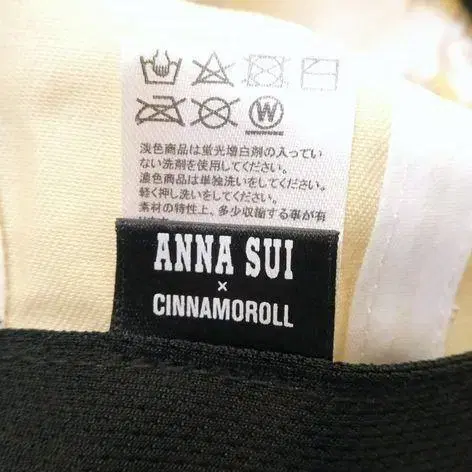 W
淡色商品は蛍光増白剤の入ってい
ない洗剤を使用してください。
濃色商品は単独洗いをしてください。
軽く押し洗いをしてください。
素材の特性上、多少収縮する事が有
ANNA SUI
×
CINNAMOROLL